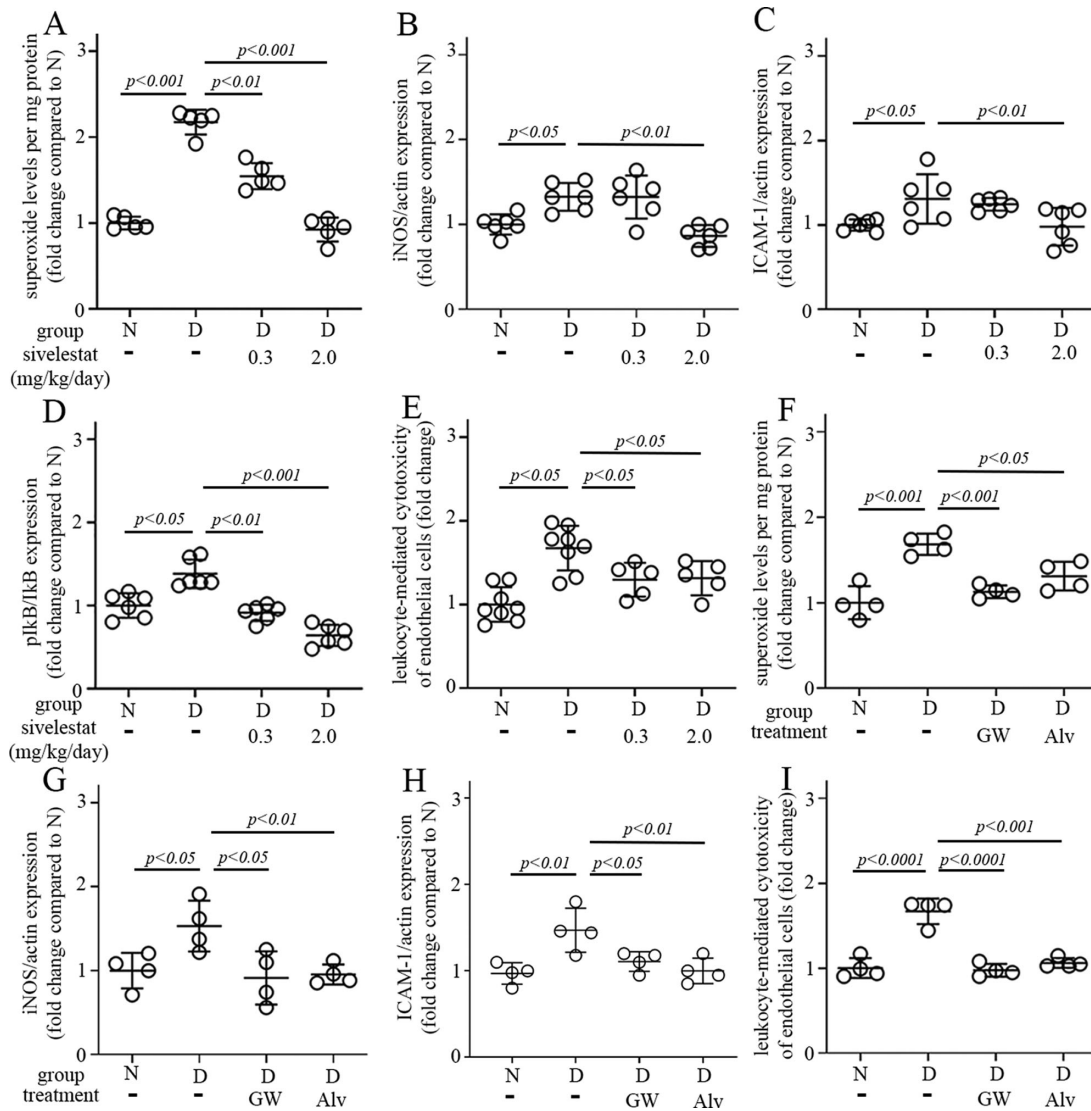 A
superoxide levels per mg protein
(fold change compared to N)
3
2
1
0
p<0.001
p<0.001
p<0.01
N D D D
group
sivelestat - - 0.3 2.0
(mg/kg/day)
B
iNOS/actin expression
(fold change compared to N)
3
2
1
0
p<0.05
p<0.01
N D D D
- - 0.3 2.0
C
ICAM-1/actin expression
(fold change compared to N)
3
2
1
0
p<0.05
p<0.01
N D D D
- - 0.3 2.0
D
pIkB/IkB expression
(fold change compared to N)
3
2
1
0
p<0.001
p<0.05
p<0.01
group N D D D
sivelestat - - 0.3 2.0
(mg/kg/day)
E
leukocyte-mediated cytotoxicity
of endothelial cells (fold change)
3
2
1
0
p<0.05
p<0.05
p<0.05
N D D D
- - 0.3 2.0
F
superoxide levels per mg protein
(fold change compared to N)
3
2
1
0
p<0.05
p<0.001
p<0.001
group N D D D
treatment - - GW Alv
G
iNOS/actin expression
(fold change compared to N)
3
2
1
0
p<0.01
p<0.05
p<0.05
group N D D D
treatment - - GW Alv
H
ICAM-1/actin expression
(fold change compared to N)
3
2
1
0
p<0.01
p<0.01
p<0.05
N D D D
- - GW Alv
I
leukocyte-mediated cytotoxicity
of endothelial cells (fold change)
3
2
1
0
p<0.001
p<0.0001
p<0.0001
N D D D
- - GW Alv